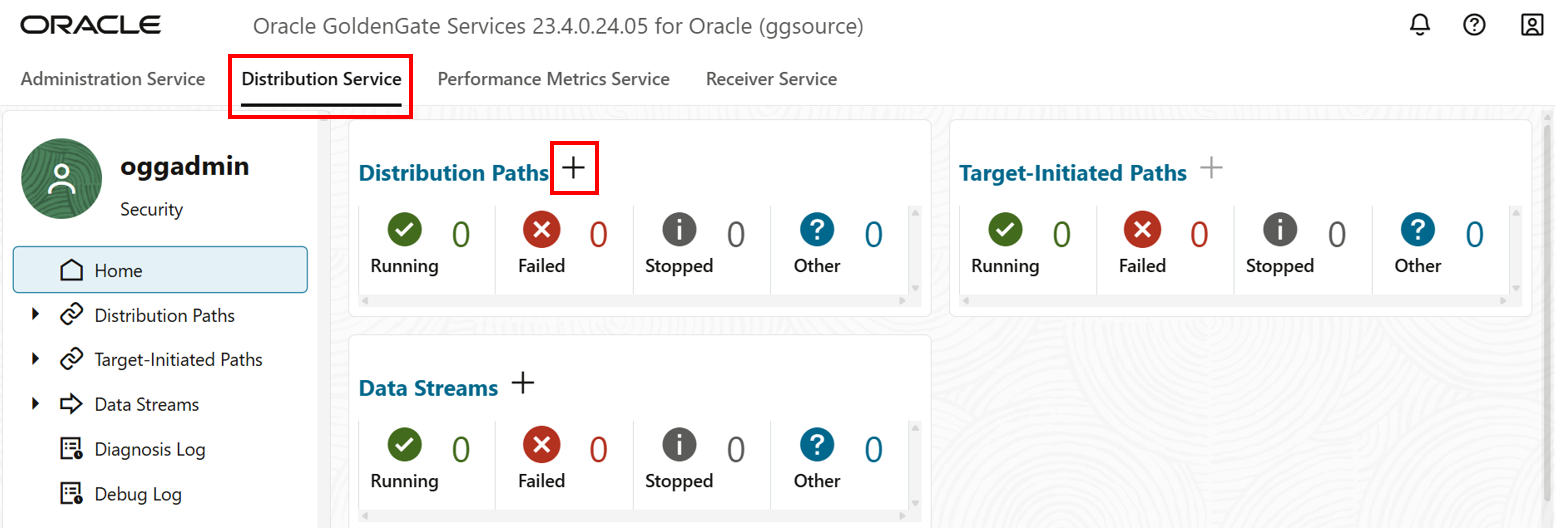 ORACLE Oracle GoldenGate Services 23.4.0.24.05 for Oracle (ggsource)
Administration Service Distribution Service Performance Metrics Service Receiver Service
oggadmin
Security
Home
Distribution Paths
Target-Initiated Paths
Data Streams
Diagnosis Log
Debug Log
Distribution Paths
0 0 0 0
Running Failed Stopped Other
Target-Initiated Paths
0 0 0 0
Running Failed Stopped Other
Data Streams
0 0 0 0
Running Failed Stopped Other